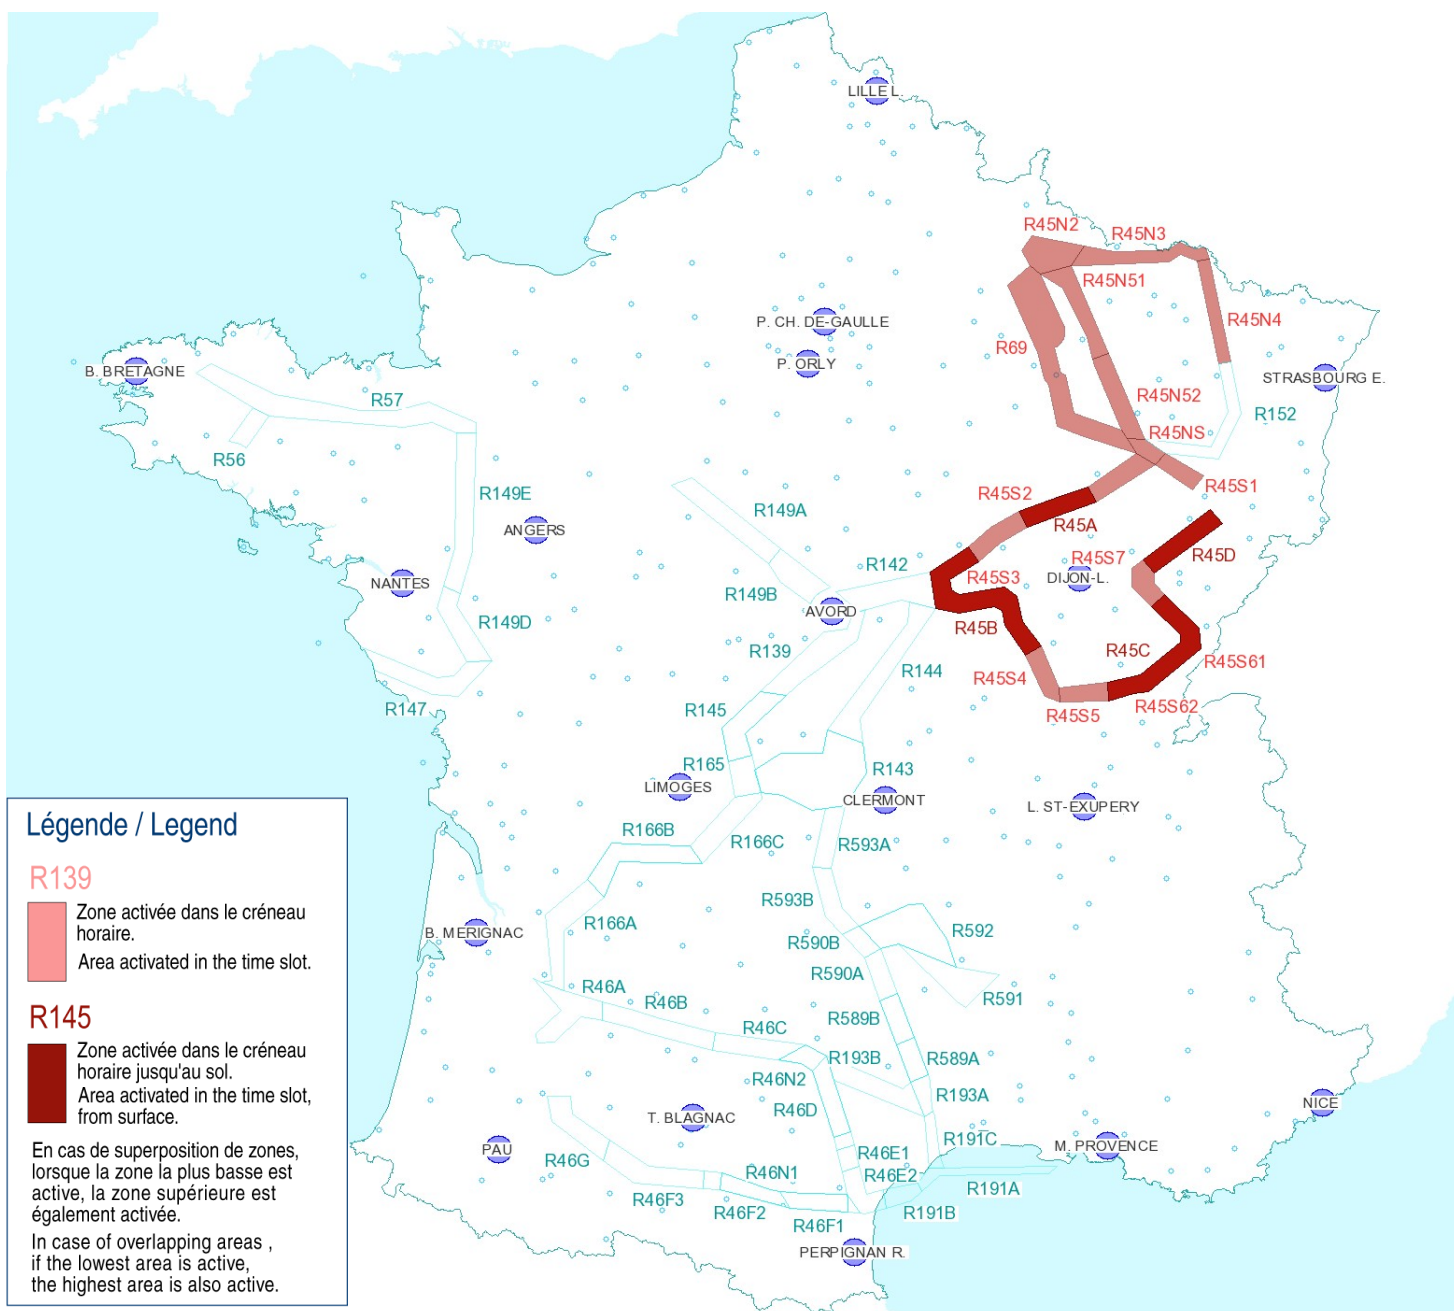 LILLE L.
R45N2
R45N3
R45N51
P. CH. DE-GAULLE
R45N4
R69
P. ORLY
B. BRETAGNE
STRASBOURG E.
R57
R45N52
R152
R45NS
R56
R149E
R45S2
R45S1
R149A
ANGERS
R45A
R45S7
R45D
R142
R45S3
DIJON-L.
NANTES
R149B
AVORD
R149D
R45B
R139
R45C
R45S61
R144
R45S4
R147
R145
R45S5
R45S62
R165
R143
LIMOGES
CLERMONT
L. ST-EXUPERY
R166B
R166C
R593A
R593B
R166A
B. MERIGNAC
R590B
R592
R590A
R46A
R46B
R591
R589B
R46C
R193B
R589A
R46N2
R193A
R46D
T. BLAGNAC
NICE
R191C
M. PROVENCE
PAU
R46E1
R46G
R46N1
R46E2
R191A
R46F3
R46F2
R46F1
R191B
PERPIGNAN R.
Légende / Legend
R139
Zone activée dans le créneau
horaire.
Area activated in the time slot.
R145
Zone activée dans le créneau
horaire jusqu'au sol.
Area activated in the time slot,
from surface.
En cas de superposition de zones,
lorsque la zone la plus basse est
active, la zone supérieure est
également activée.
In case of overlapping areas ,
if the lowest area is active,
the highest area is also active.